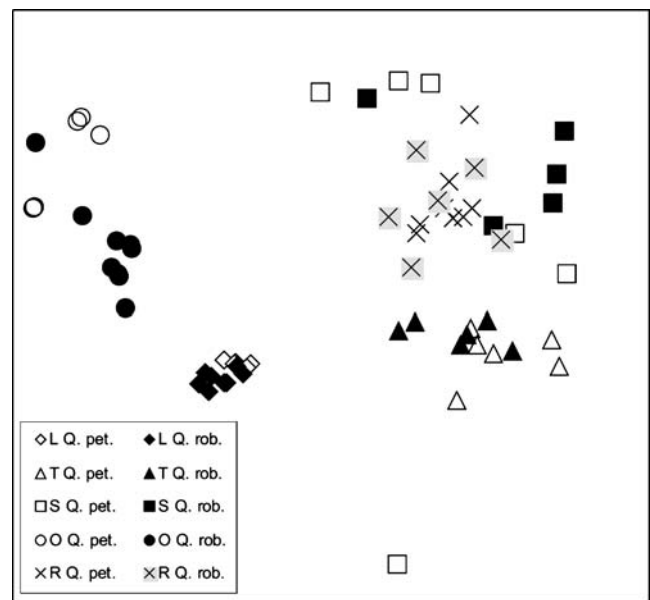 L Q. pet. L Q. rob.
T Q. pet. T Q. rob.
S Q. pet. S Q. rob.
O Q. pet. O Q. rob.
R Q. pet. R Q. rob.